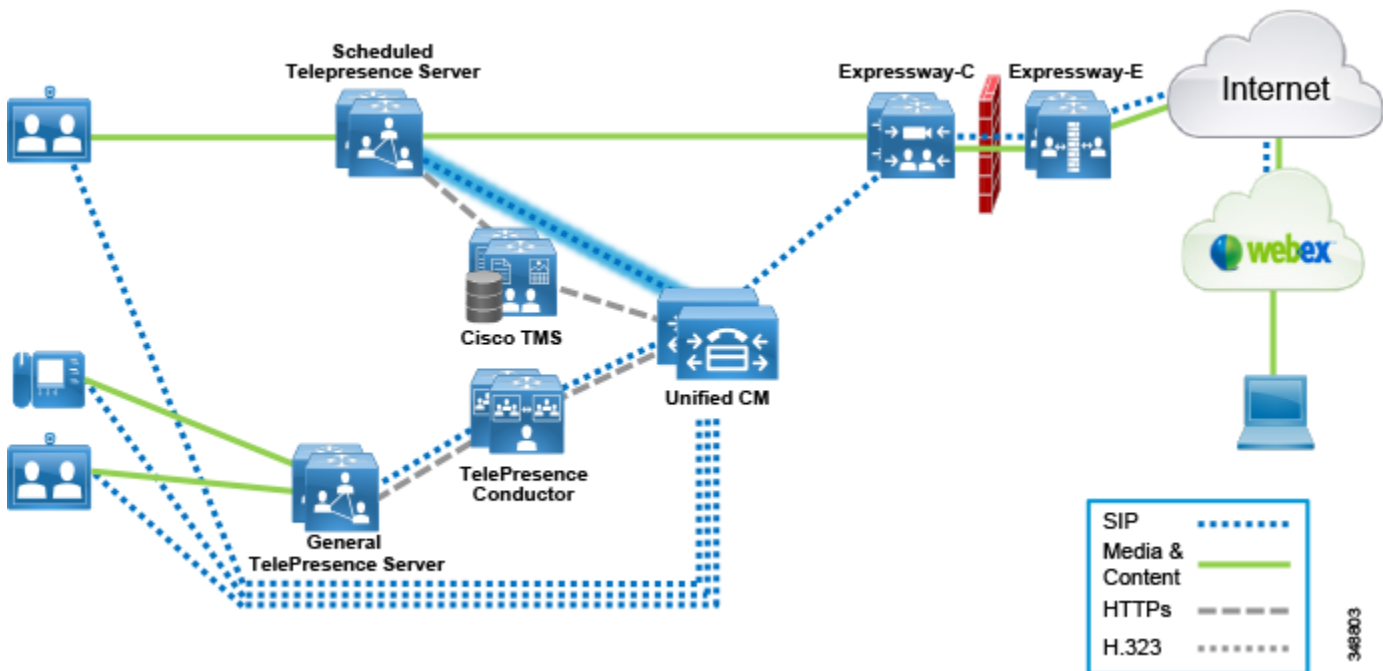 Scheduled
Telepresence Server
Expressway-C
Expressway-E
Internet
webex
Cisco TMS
Unified CM
TelePresence
Conductor
General
TelePresence Server
SIP
Media &
Content
HTTPs
H.323
348803